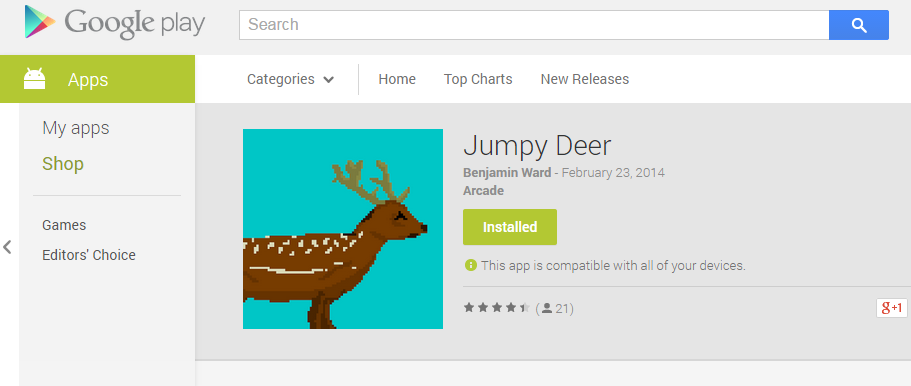 Google play
Search
Apps
Categories
Home
Top Charts
New Releases
My apps
Shop
Games
Editors' Choice
Jumpy Deer
Benjamin Ward - February 23, 2014
Arcade
Installed
This app is compatible with all of your devices.
(21)
g+1